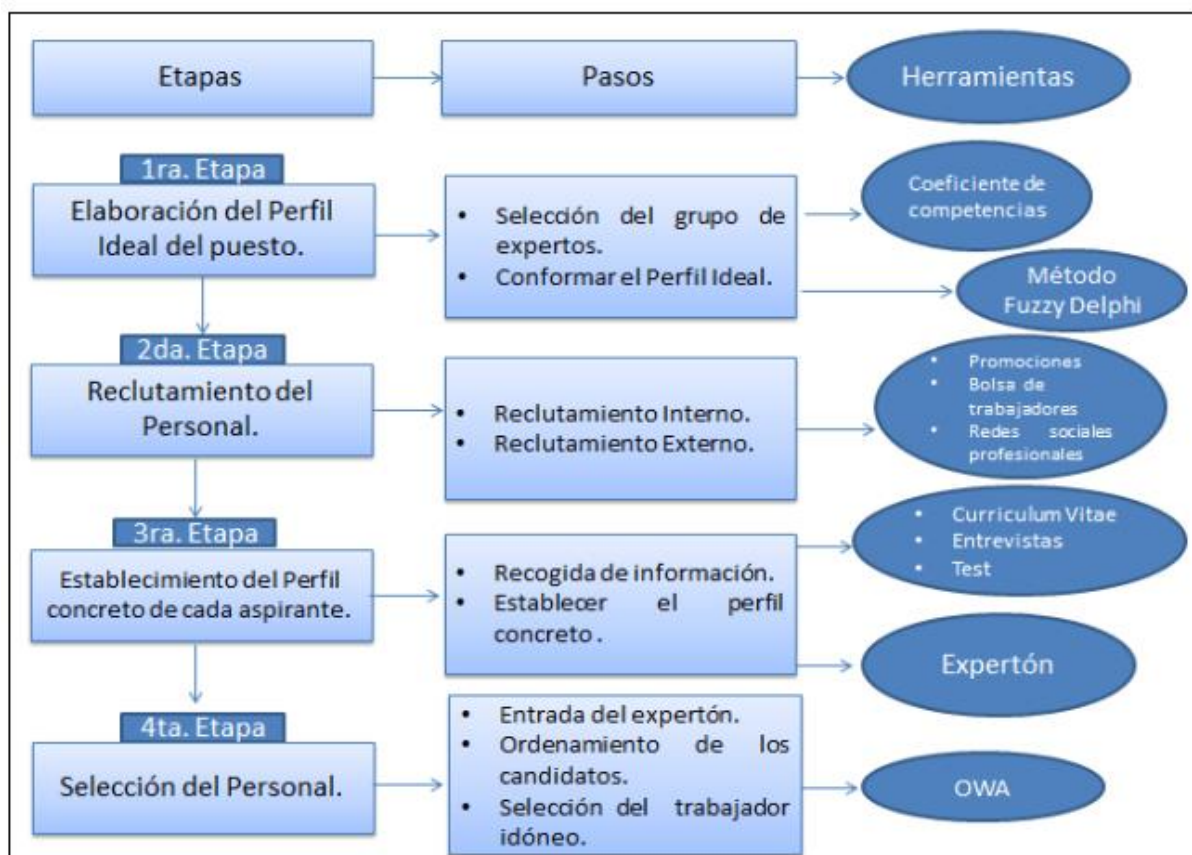 Etapas
Pasos
Herramientas
1ra. Etapa
Elaboración del Perfil
Ideal del puesto.
• Selección del grupo de
expertos.
• Conformar el Perfil Ideal.
Coeficiente de
competencias
Método
Fuzzy Delphi
2da. Etapa
Reclutamiento del
Personal.
• Reclutamiento Interno.
• Reclutamiento Externo.
• Promociones
• Bolsa de
trabajadores
• Redes sociales
profesionales
3ra. Etapa
Establecimiento del Perfil
concreto de cada aspirante.
• Recogida de información.
• Establecer el perfil
concreto .
• Curriculum Vitae
• Entrevistas
• Test
Expertón
4ta. Etapa
Selección del Personal.
• Entrada del expertón.
• Ordenamiento de los
candidatos.
• Selección del trabajador
idóneo.
OWA